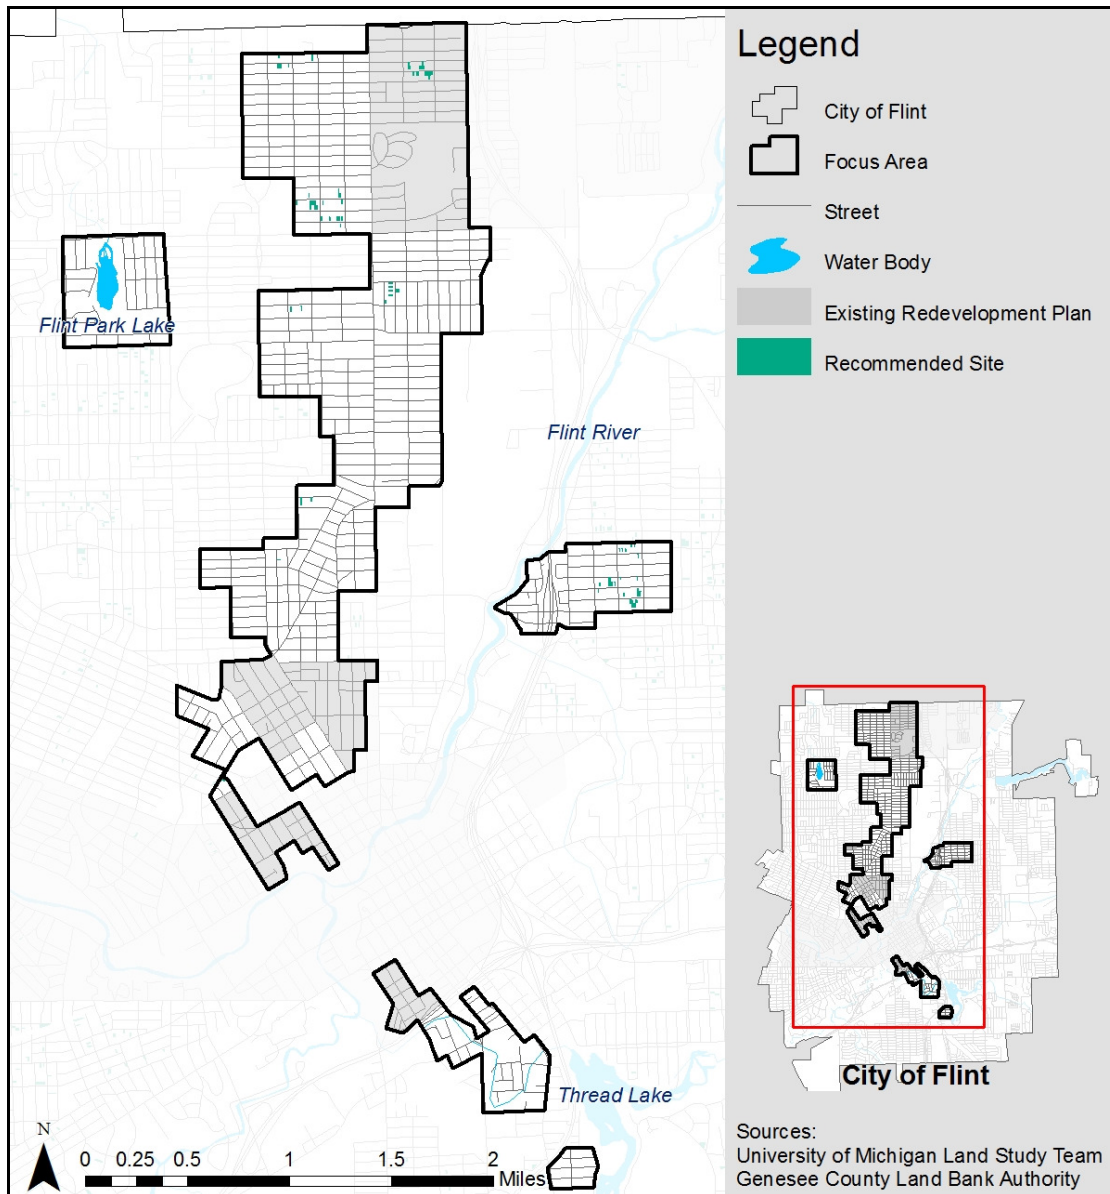 Legend
City of Flint
Focus Area
Street
Water Body
Existing Redevelopment Plan
Recommended Site
Flint Park Lake
Flint River
Thread Lake
N
0 0.25 0.5 1 1.5 2
Miles
City of Flint
Sources:
University of Michigan Land Study Team
Genesee County Land Bank Authority